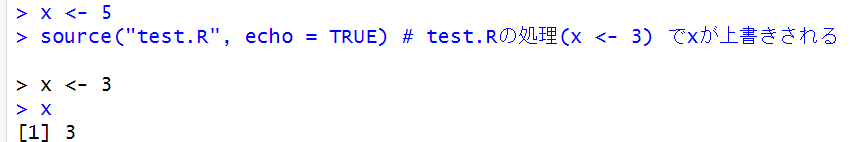 > x <- 5
> source("test.R", echo = TRUE) # test.Rの処理(x <- 3) でxが上書きされる
> x <- 3
> x
[1] 3